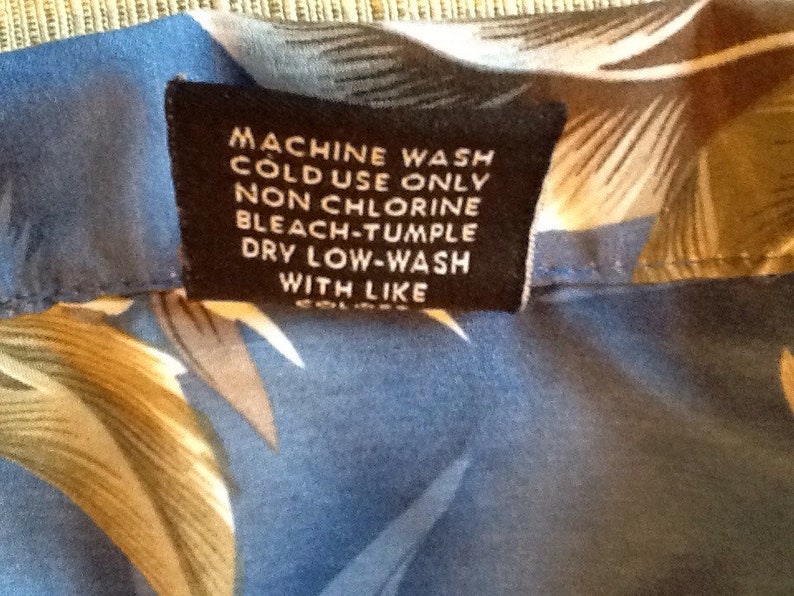 MACHINE WASH
COLD USE ONLY
NON CHLORINE
BLEACH-TUMPLE
DRY LOW-WASH
WITH LIKE